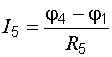 I₅ = (φ₄ − φ₁) / R₅